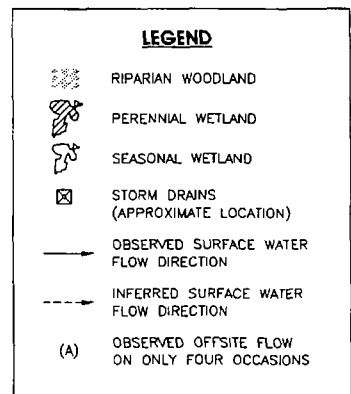 LEGEND
RIPARIAN WOODLAND
PERENNIAL WETLAND
SEASONAL WETLAND
STORM DRAINS
(APPROXIMATE LOCATION)
OBSERVED SURFACE WATER
FLOW DIRECTION
INFERRED SURFACE WATER
FLOW DIRECTION
(A) OBSERVED OFFSITE FLOW
ON ONLY FOUR OCCASIONS